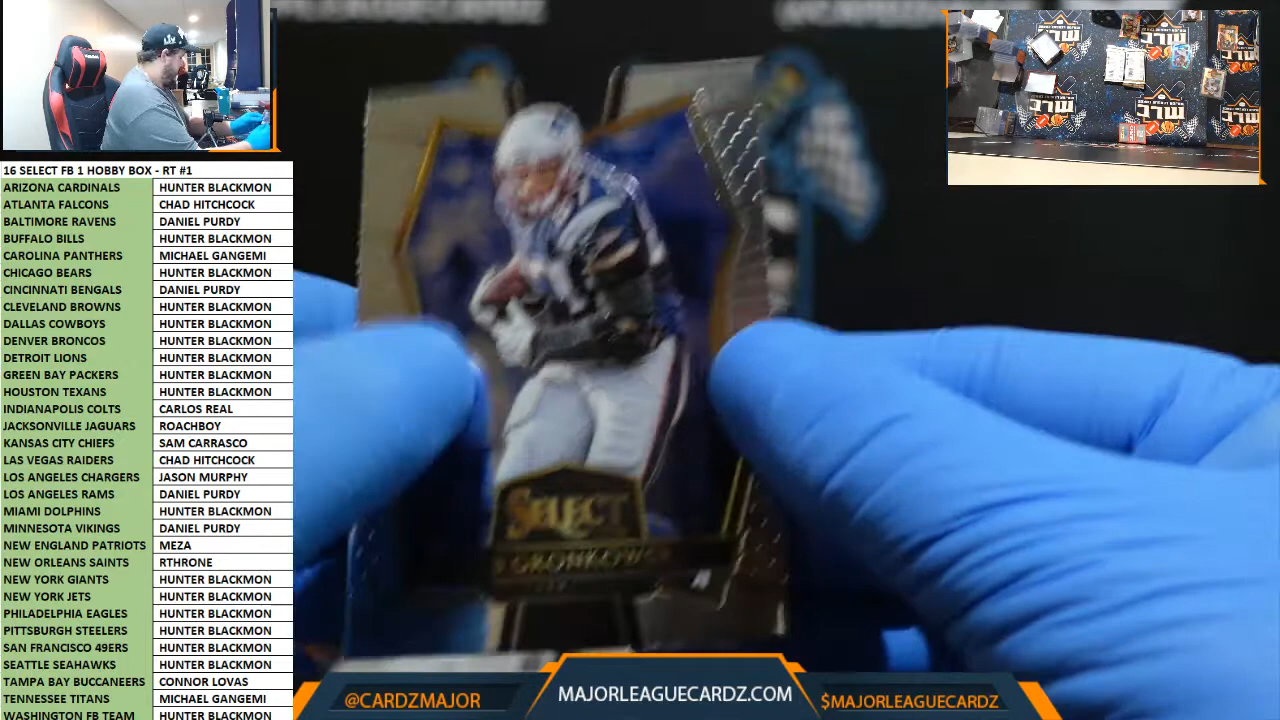 16 SELECT FB 1 HOBBY BOX - RT #1
ARIZONA CARDINALS HUNTER BLACKMON
ATLANTA FALCONS CHAD HITCHCOCK
BALTIMORE RAVENS DANIEL PURDY
BUFFALO BILLS HUNTER BLACKMON
CAROLINA PANTHERS MICHAEL GANGEMI
CHICAGO BEARS HUNTER BLACKMON
CINCINNATI BENGALS DANIEL PURDY
CLEVELAND BROWNS HUNTER BLACKMON
DALLAS COWBOYS HUNTER BLACKMON
DENVER BRONCOS HUNTER BLACKMON
DETROIT LIONS HUNTER BLACKMON
GREEN BAY PACKERS HUNTER BLACKMON
HOUSTON TEXANS HUNTER BLACKMON
INDIANAPOLIS COLTS CARLOS REAL
JACKSONVILLE JAGUARS ROACHBOY
KANSAS CITY CHIEFS SAM CARRASCO
LAS VEGAS RAIDERS CHAD HITCHCOCK
LOS ANGELES CHARGERS JASON MURPHY
LOS ANGELES RAMS DANIEL PURDY
MIAMI DOLPHINS HUNTER BLACKMON
MINNESOTA VIKINGS DANIEL PURDY
NEW ENGLAND PATRIOTS MEZA
NEW ORLEANS SAINTS RTHRONE
NEW YORK GIANTS HUNTER BLACKMON
NEW YORK JETS HUNTER BLACKMON
PHILADELPHIA EAGLES HUNTER BLACKMON
PITTSBURGH STEELERS HUNTER BLACKMON
SAN FRANCISCO 49ERS HUNTER BLACKMON
SEATTLE SEAHAWKS HUNTER BLACKMON
TAMPA BAY BUCCANEERS CONNOR LOVAS
TENNESSEE TITANS MICHAEL GANGEMI
WASHINGTON FB TEAM HUNTER BLACKMON
SELECT
@CARDZMAJOR
MAJORLEAGUECARDZ.COM
$MAJORLEAGUECARDZ